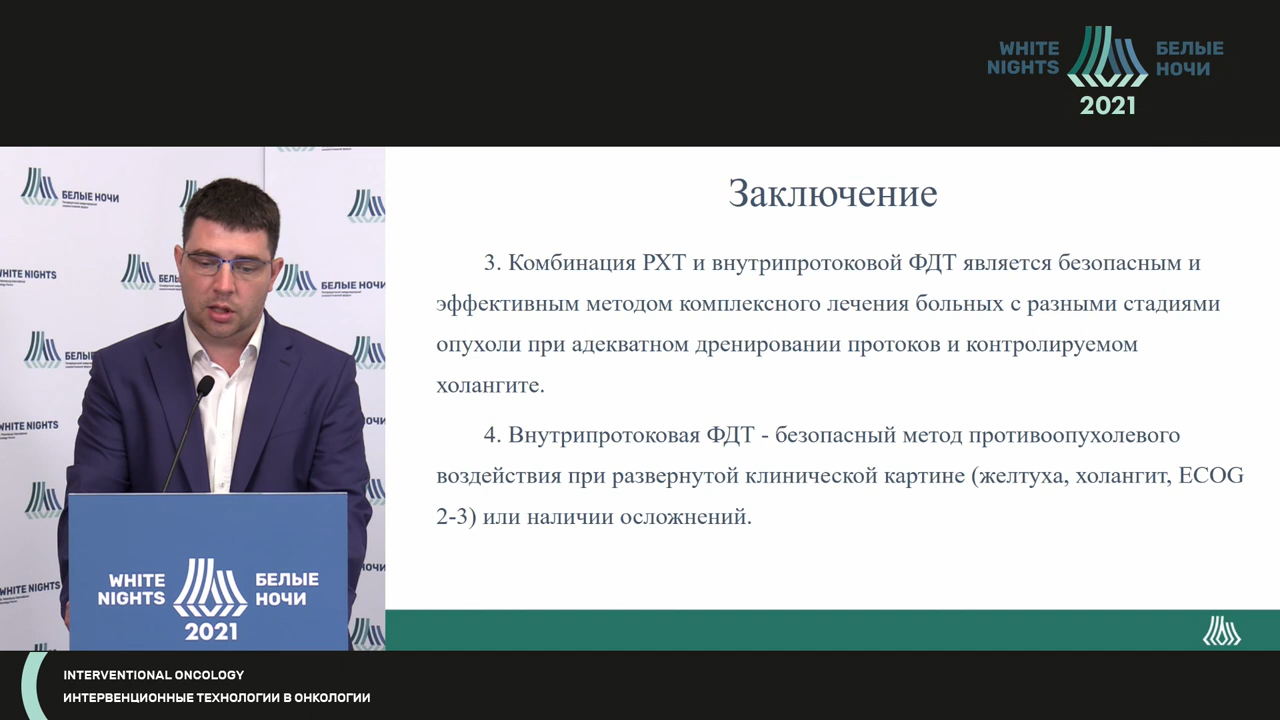 WHITE
NIGHTS
БЕЛЫЕ
НОЧИ
2021
БЕЛЫЕ НОЧИ
WHITE NIGHTS
БЕЛЫЕ НОЧИ
WHITE NIGHTS
WHITE NIGHTS
WHITE
NIGHTS
БЕЛЫЕ
НОЧИ
2021
Заключение
3. Комбинация РХТ и внутрипротоковой ФДТ является безопасным и
эффективным методом комплексного лечения больных с разными стадиями
опухоли при адекватном дренировании протоков и контролируемом
холангите.
4. Внутрипротоковая ФДТ - безопасный метод противоопухолевого
воздействия при развернутой клинической картине (желтуха, холангит, ECOG
2-3) или наличии осложнений.
INTERVENTIONAL ONCOLOGY
ИНТЕРВЕНЦИОННЫЕ ТЕХНОЛОГИИ В ОНКОЛОГИИ